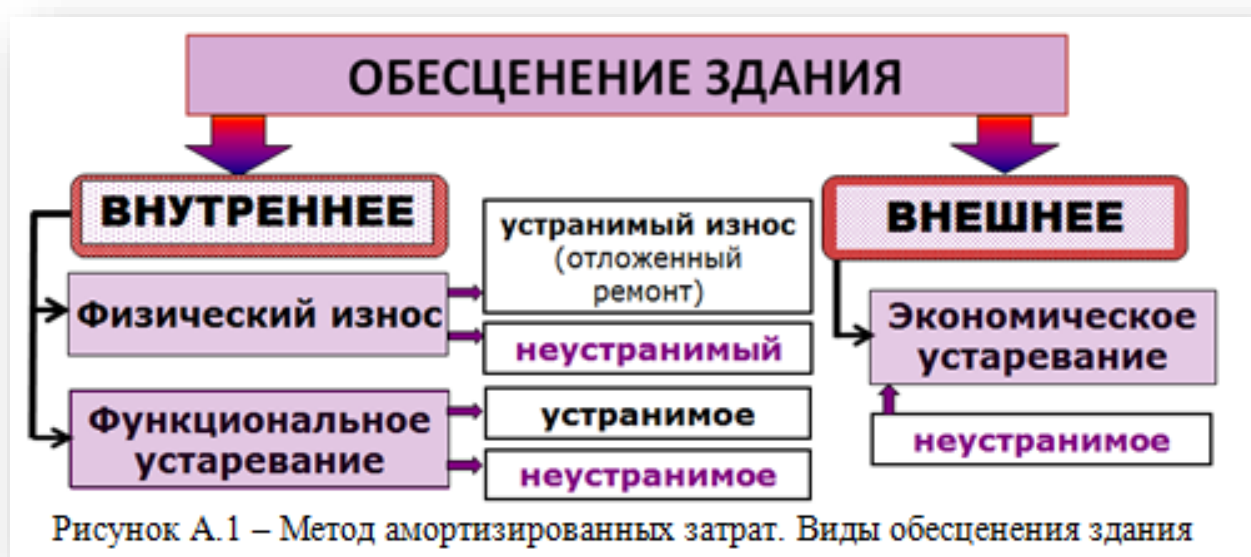 ОБЕСЦЕНЕНИЕ ЗДАНИЯ
ВНУТРЕННЕЕ
Физический износ
устранимый износ
(отложенный
ремонт)
неустранимый
Функциональное
устаревание
устранимое
неустранимое
ВНЕШНЕЕ
Экономическое
устаревание
неустранимое
Рисунок А.1 – Метод амортизированных затрат. Виды обесценения здания